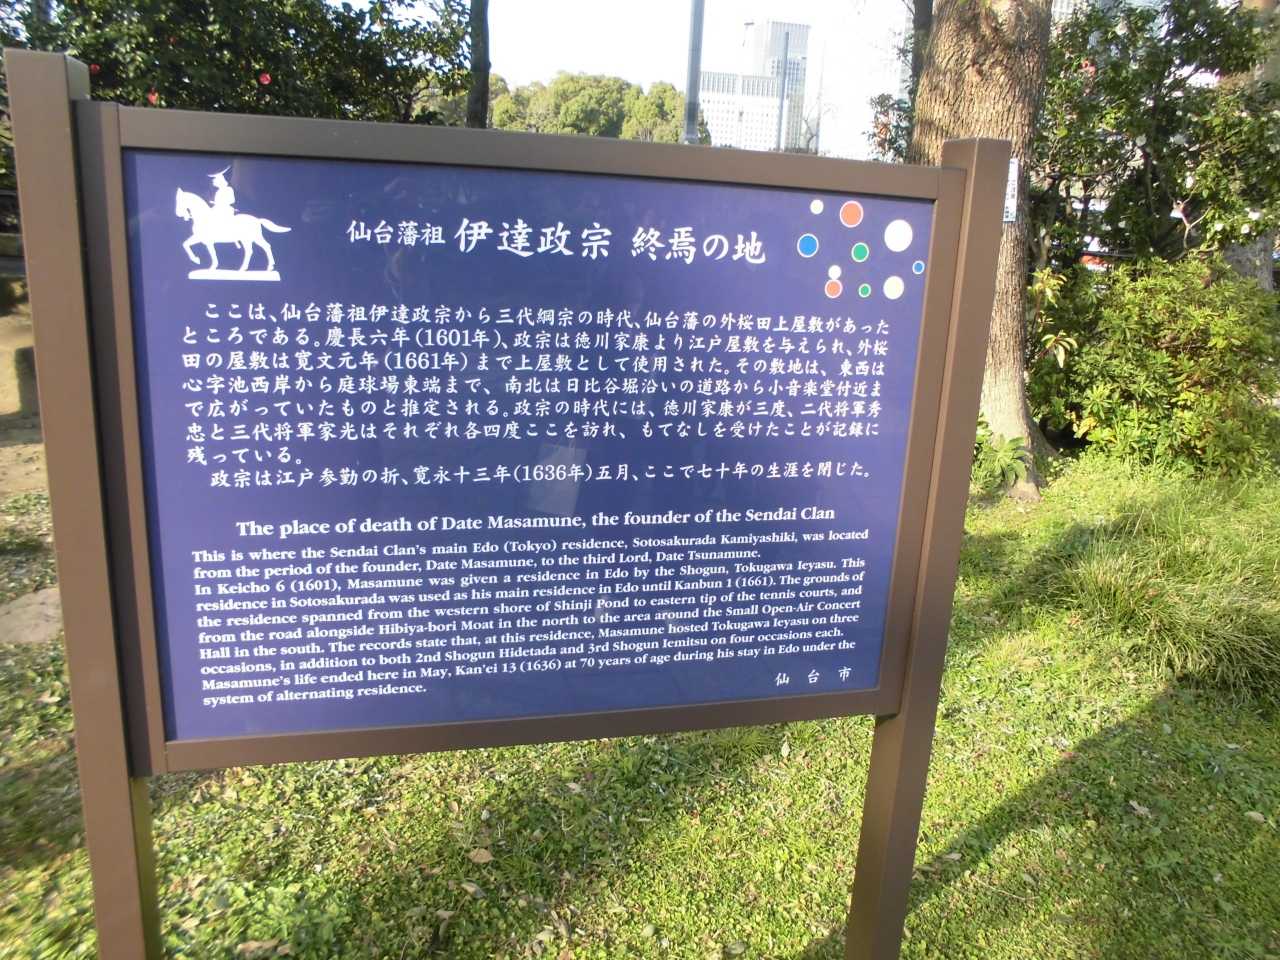 仙台藩祖 伊達政宗 終焉の地
ここは、仙台藩祖伊達政宗から三代綱宗の時代、仙台藩の外桜田上屋敷があった
ところである。慶長六年(1601年)、政宗は徳川家康より江戸屋敷を与えられ、外桜
田の屋敷は寛文元年(1661年)まで上屋敷として使用された。その敷地は、東西は
心字池西岸から庭球場東端まで、南北は日比谷堀沿いの道路から小音楽堂付近ま
で広がっていたものと推定される。政宗の時代には、徳川家康が三度、二代将軍秀
忠と三代将軍家光はそれぞれ各四度ここを訪れ、もてなしを受けたことが記録に
残っている。
政宗は江戸参勤の折、寛永十三年(1636年)五月、ここで七十年の生涯を閉じた。
The place of death of Date Masamune, the founder of the Sendai Clan
This is where the Sendai Clan's main Edo (Tokyo) residence, Sotosakurada Kamiyashiki, was located
from the period of the founder, Date Masamune, to the third Lord, Date Tsunamune.
In Keicho 6 (1601), Masamune was given a residence in Edo by the Shogun, Tokugawa Ieyasu. This
residence in Sotosakurada was used as his main residence in Edo until Kanbun 1 (1661). The grounds of
the residence spanned from the western shore of Shinji Pond to eastern tip of the tennis courts, and
from the road alongside Hibiya-bori Moat in the north to the area around the Small Open-Air Concert
Hall in the south. The records state that, at this residence, Masamune hosted Tokugawa Ieyasu on three
occasions, in addition to both 2nd Shogun Hidetada and 3rd Shogun Iemitsu on four occasions each.
Masamune's life ended here in May, Kan'ei 13 (1636) at 70 years of age during his stay in Edo under the
system of alternating residence.
仙台市